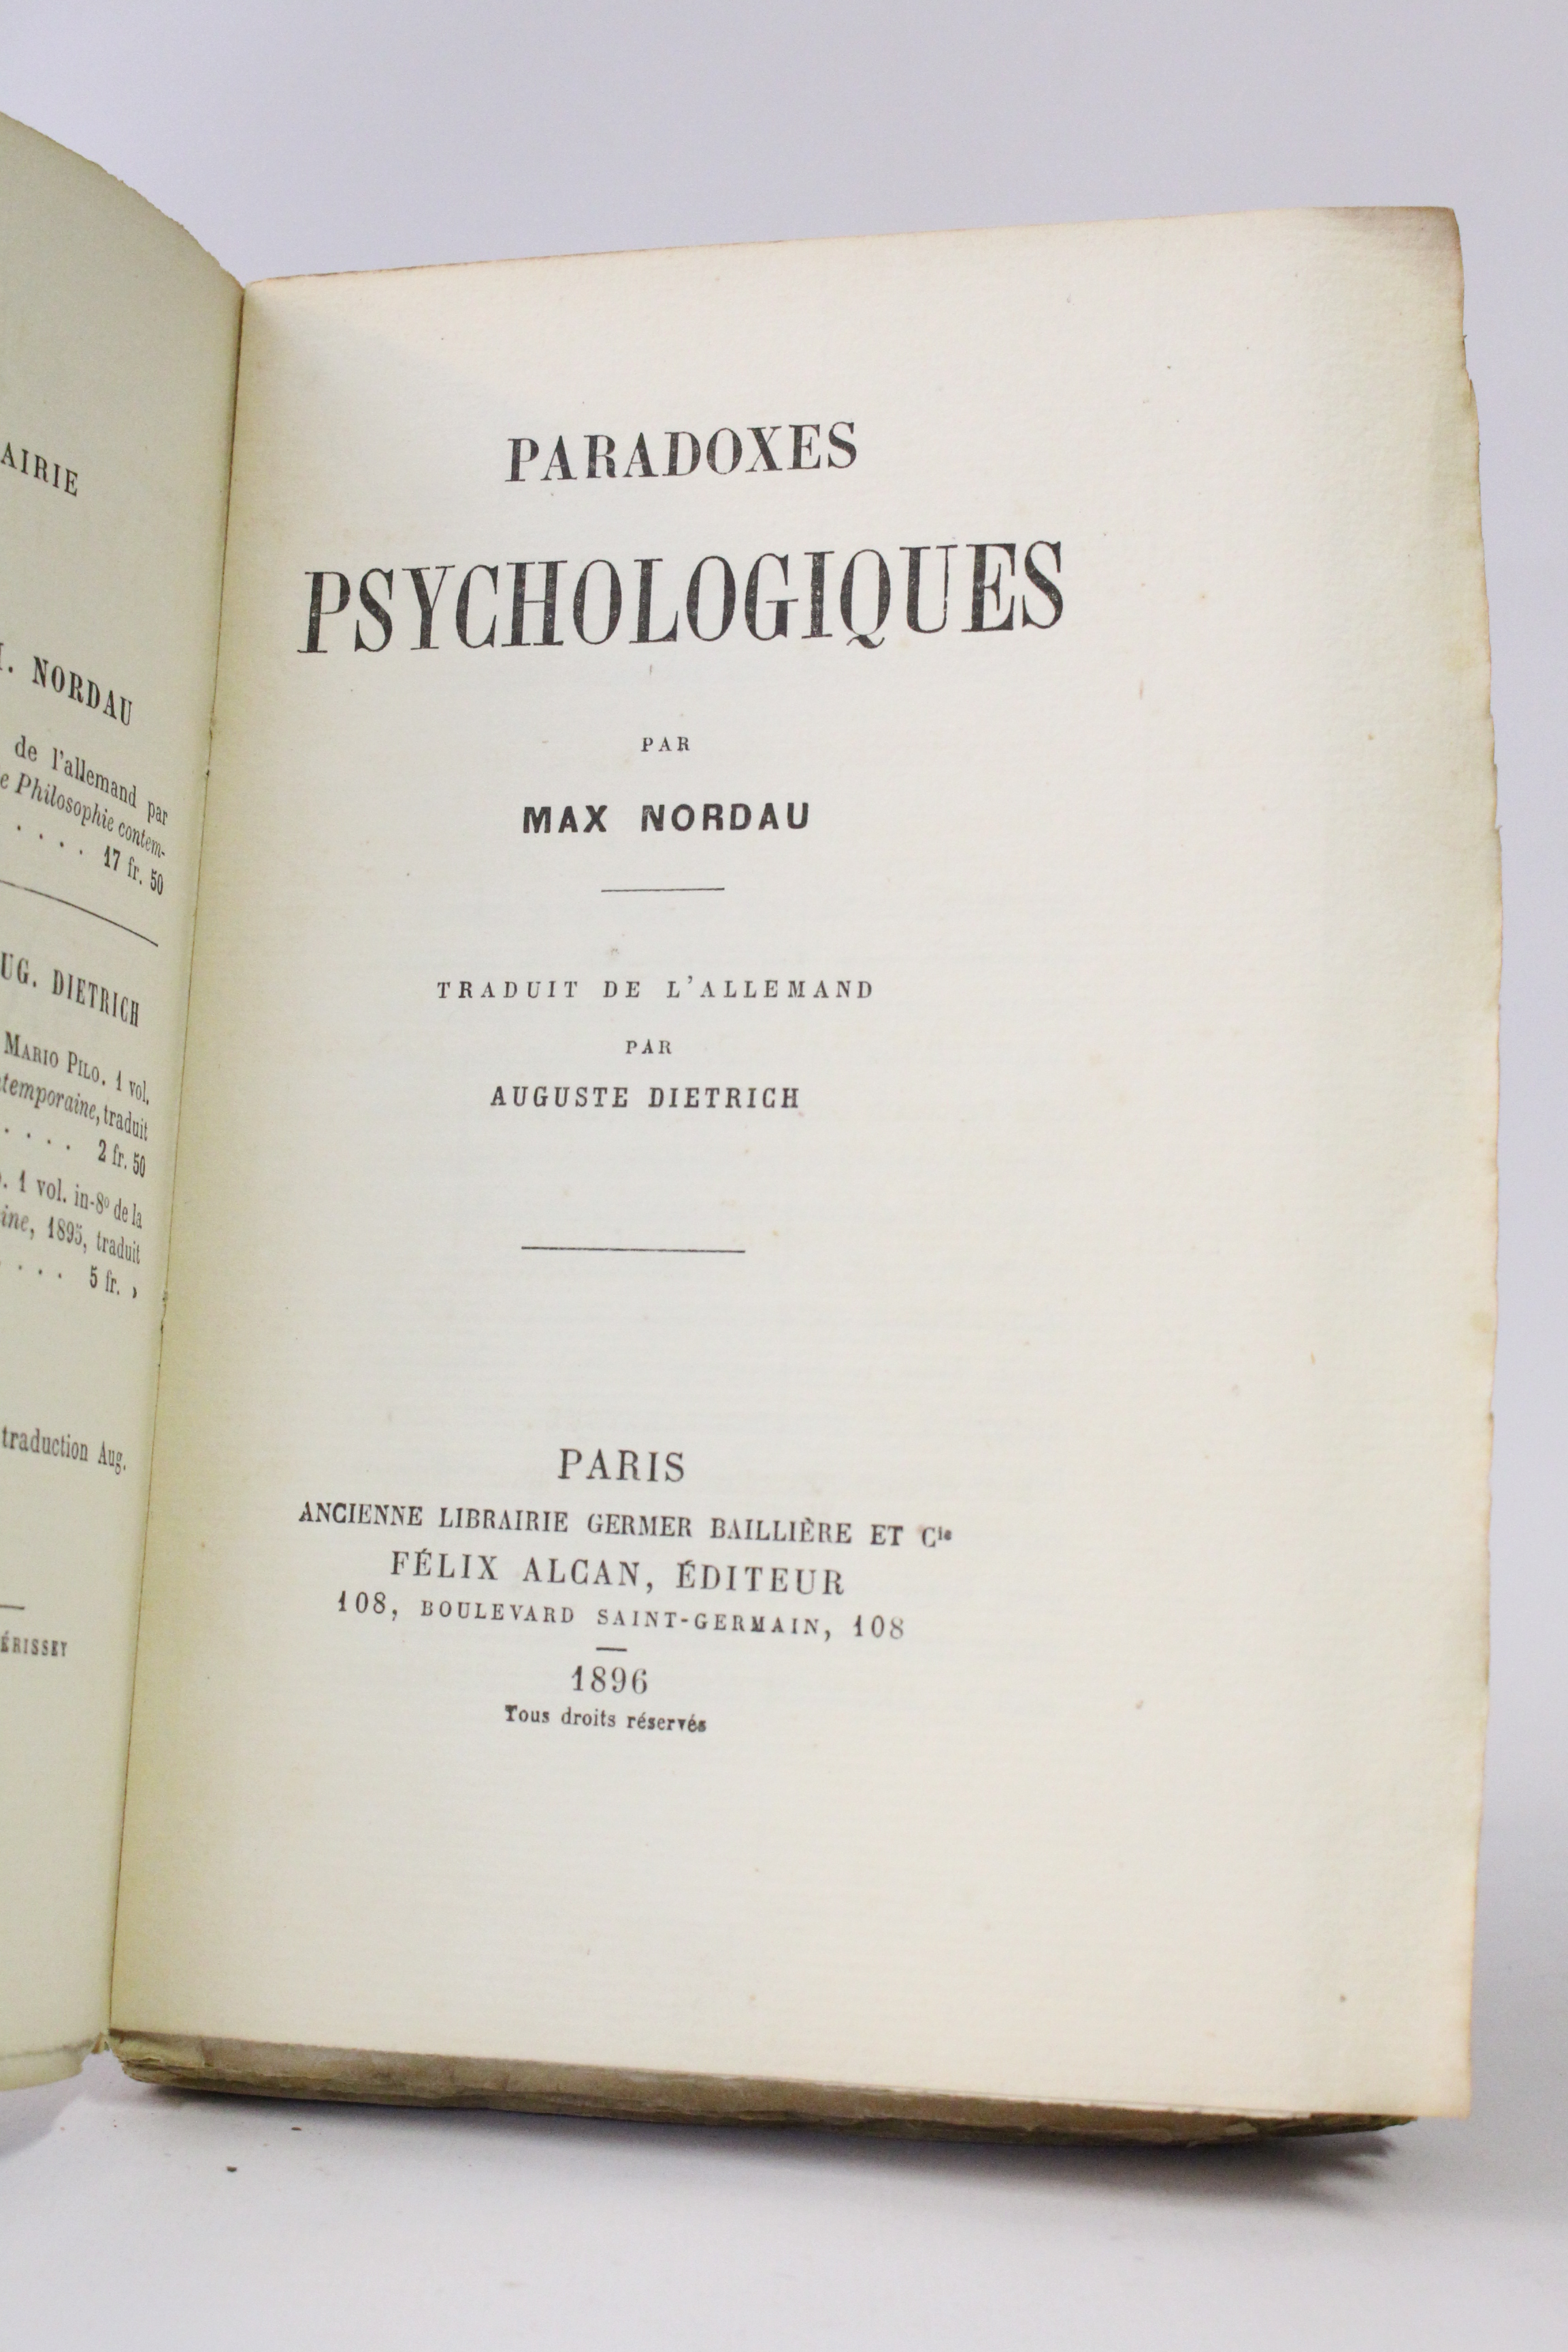 AIRIE
. NORDAU
de l'allemand par
e Philosophie contem-
. . . . 17 fr. 50
UG. DIETRICH
MARIO PILO. 1 vol.
temporaine, traduit
. . . . 2 fr. 50
. 1 vol. in-8º de la
ine, 1895, traduit
. . . . 5 fr. »
traduction Aug.
ÉRISSEY
PARADOXES
PSYCHOLOGIQUES
PAR
MAX NORDAU
TRADUIT DE L'ALLEMAND
PAR
AUGUSTE DIETRICH
PARIS
ANCIENNE LIBRAIRIE GERMER BAILLIÈRE ET Cie
FÉLIX ALCAN, ÉDITEUR
108, BOULEVARD SAINT-GERMAIN, 108
1896
Tous droits réservés